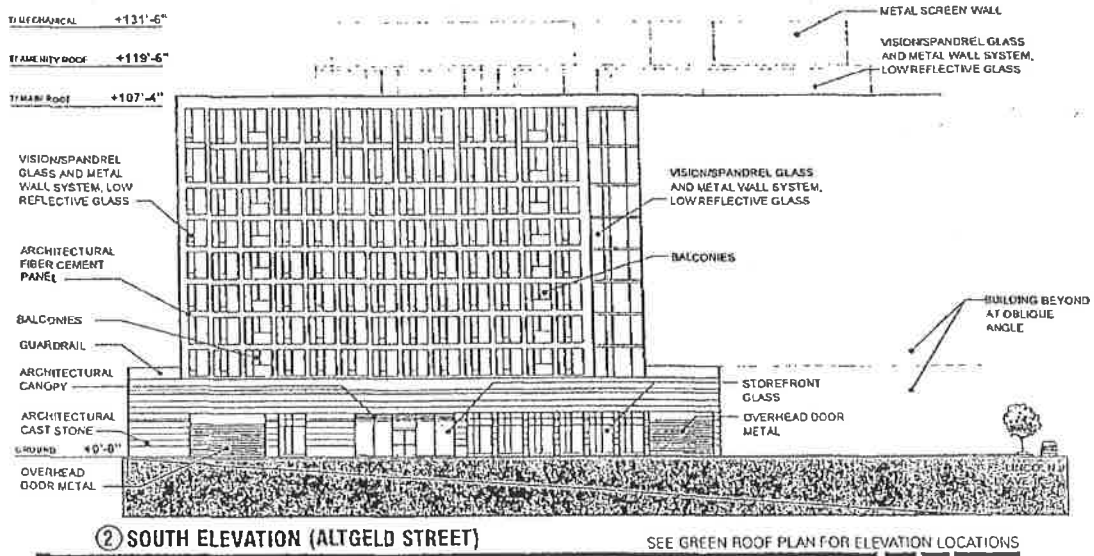 T/ MECHANICAL +131'-6"
T/ AMENITY ROOF +119'-6"
T/ MAIN ROOF +107'-4"
METAL SCREEN WALL
VISION/SPANDREL GLASS
AND METAL WALL SYSTEM,
LOW REFLECTIVE GLASS
VISION/SPANDREL
GLASS AND METAL
WALL SYSTEM, LOW
REFLECTIVE GLASS
ARCHITECTURAL
FIBER CEMENT
PANEL
BALCONIES
GUARDRAIL
ARCHITECTURAL
CANOPY
ARCHITECTURAL
CAST STONE
GROUND +0'-0"
OVERHEAD
DOOR METAL
VISION/SPANDREL GLASS
AND METAL WALL SYSTEM,
LOW REFLECTIVE GLASS
BALCONIES
BUILDING BEYOND
AT OBLIQUE
ANGLE
STOREFRONT
GLASS
OVERHEAD DOOR
METAL
2 SOUTH ELEVATION (ALTGELD STREET)
SEE GREEN ROOF PLAN FOR ELEVATION LOCATIONS